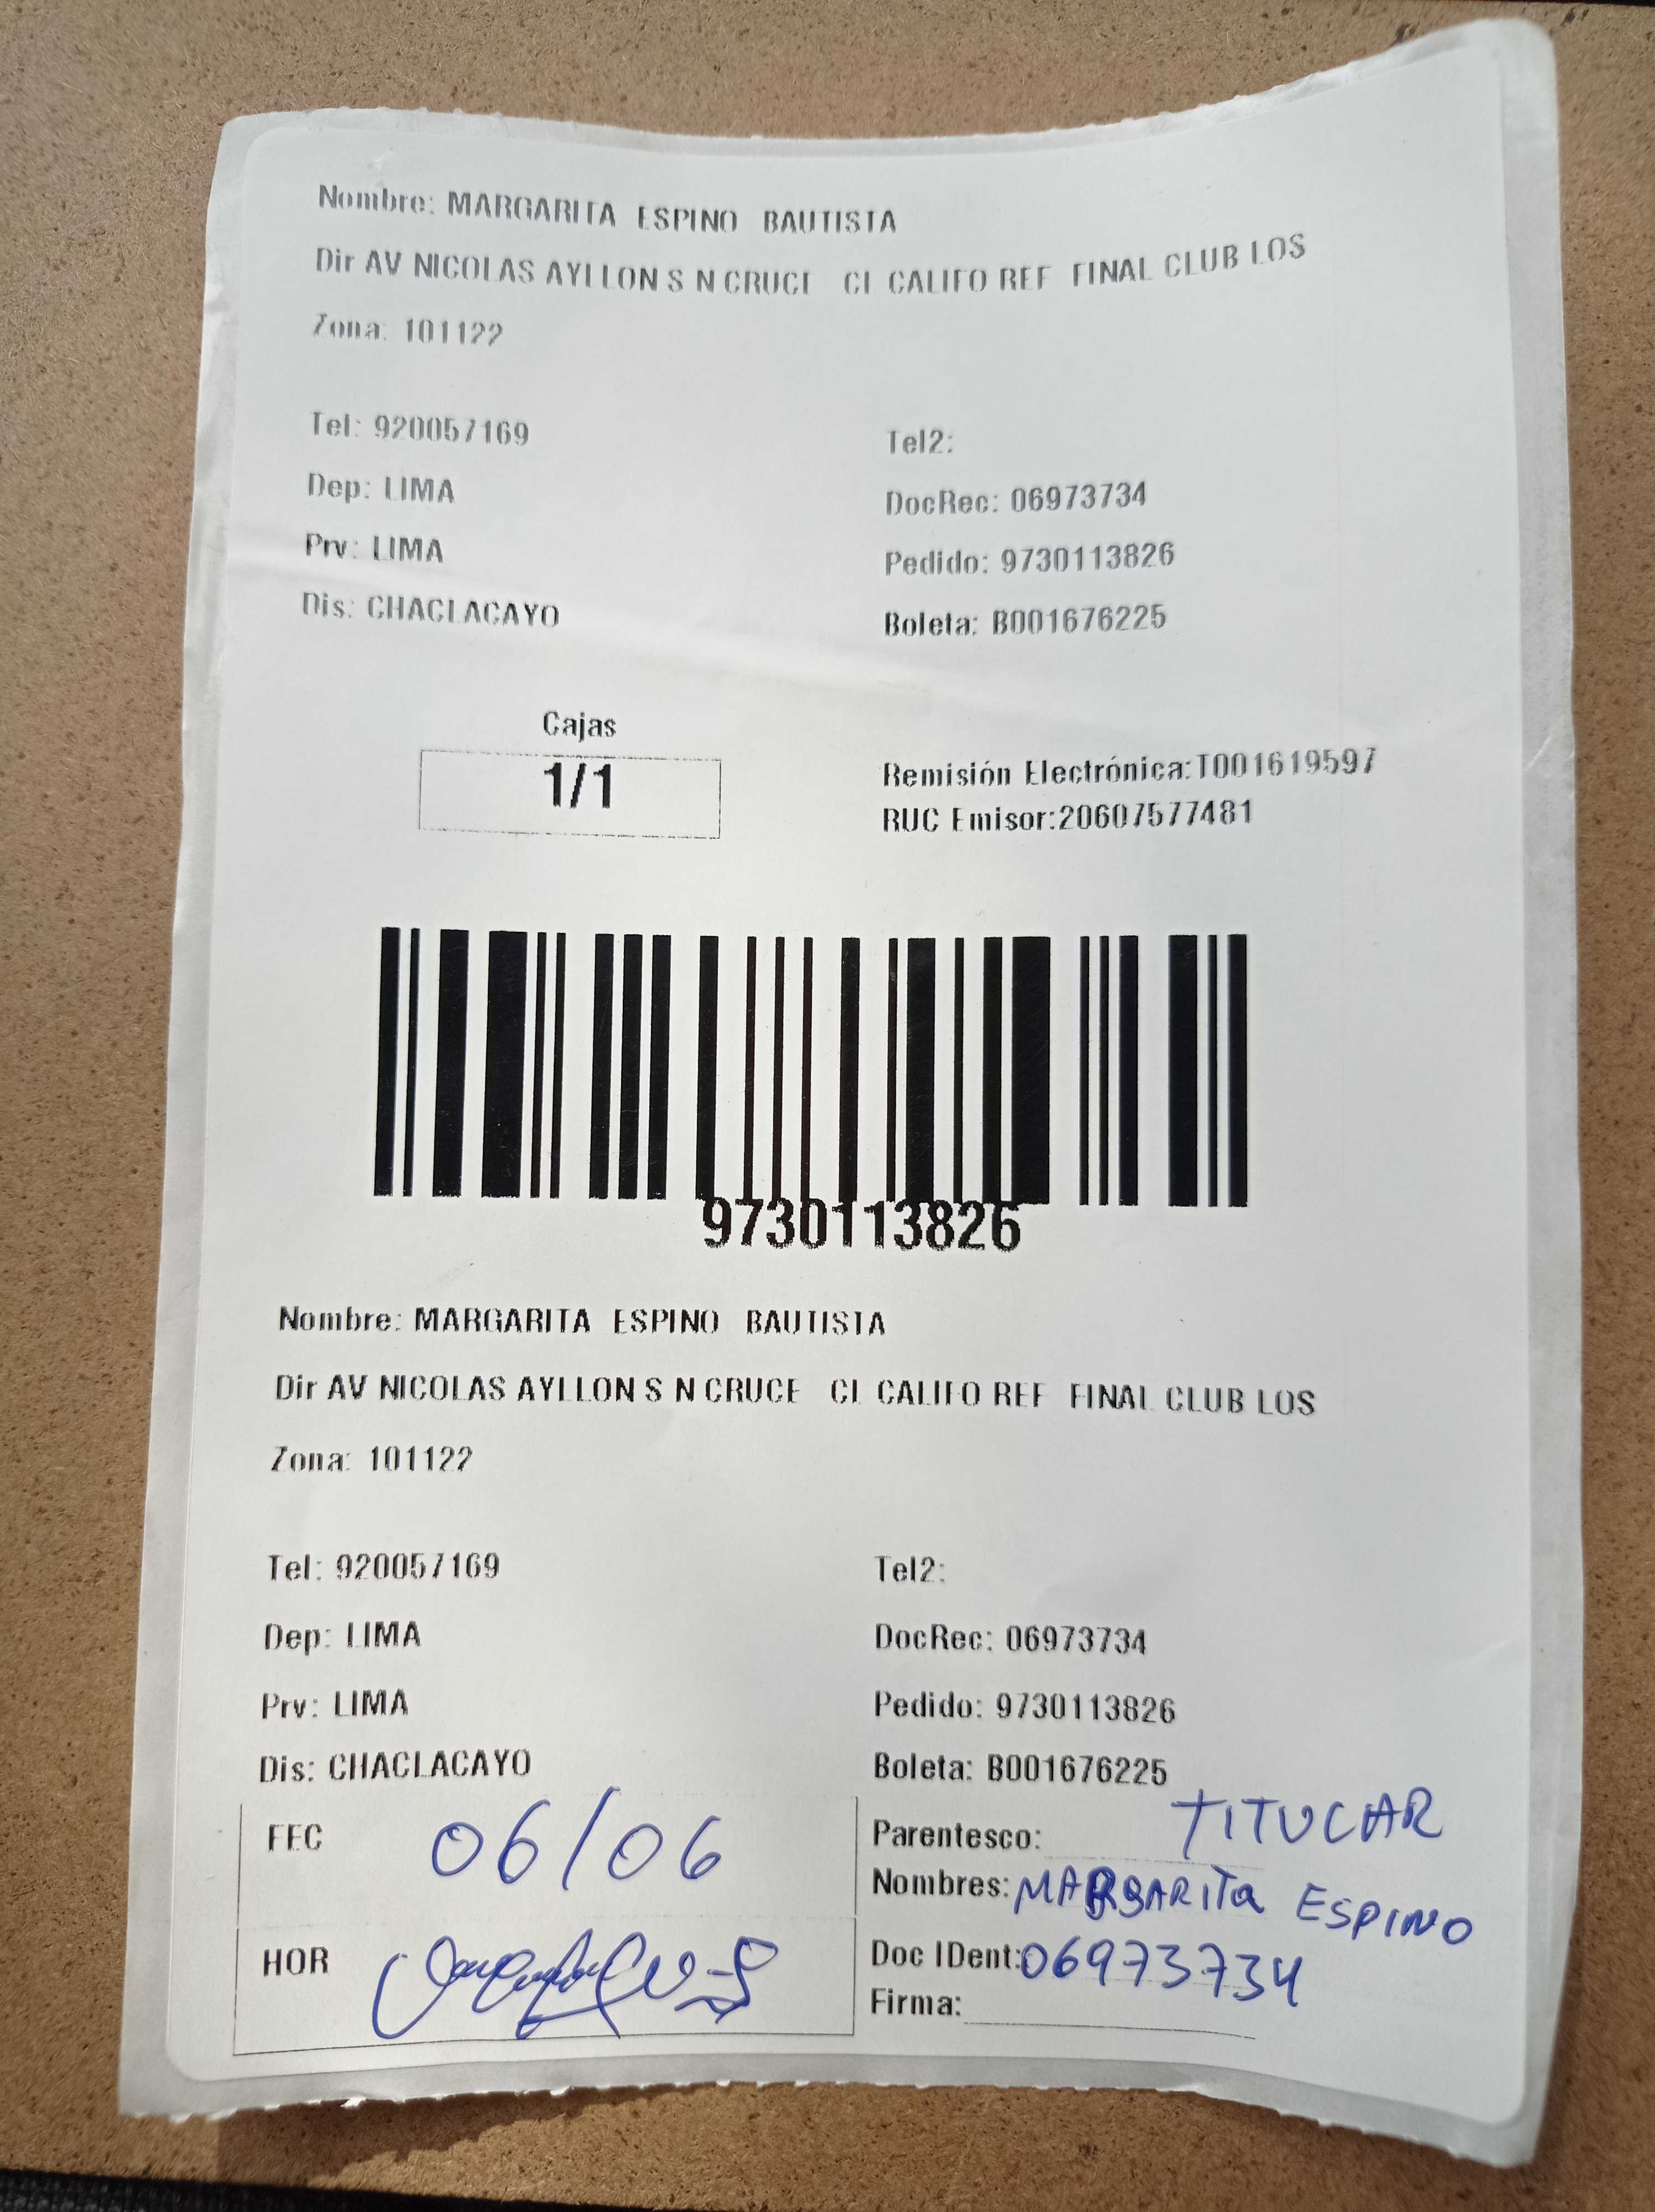 Nombre: MARGARITA ESPINO BAUTISTA
Dir AV NICOLAS AYLLON S N CRUCE CL CALIFO REF FINAL CLUB LOS
Zona: 101122
Tel: 920057169 Tel2:
Dep: LIMA DocRec: 06973734
Prv: LIMA Pedido: 9730113826
Dis: CHACLACAYO Boleta: B001676225
Cajas
1/1
Remisión Electrónica:T001619597
RUC Emisor:20607577481
9730113826
Nombre: MARGARITA ESPINO BAUTISTA
Dir AV NICOLAS AYLLON S N CRUCE CL CALIFO REF FINAL CLUB LOS
Zona: 101122
Tel: 920057169 Tel2:
Dep: LIMA DocRec: 06973734
Prv: LIMA Pedido: 9730113826
Dis: CHACLACAYO Boleta: B001676225
FEC 06/06 Parentesco: TITULAR
Nombres: MARGARITA ESPINO
HOR Doc IDent: 06973734
Firma: